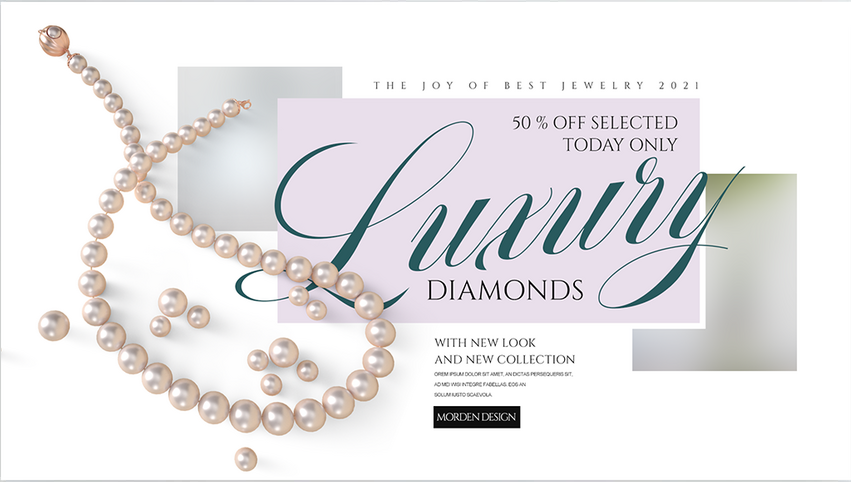 THE JOY OF BEST JEWELRY 2021
50 % OFF SELECTED
TODAY ONLY
Luxury
DIAMONDS
WITH NEW LOOK
AND NEW COLLECTION
OREM IPSUM DOLOR SIT AMET, AN DICTAS PERSEQUERIS SIT,
AD MEI WISI INTEGRE FABELLAS. EOS AN
SOLUM IUSTO SCAEVOLA
MORDEN DESIGN